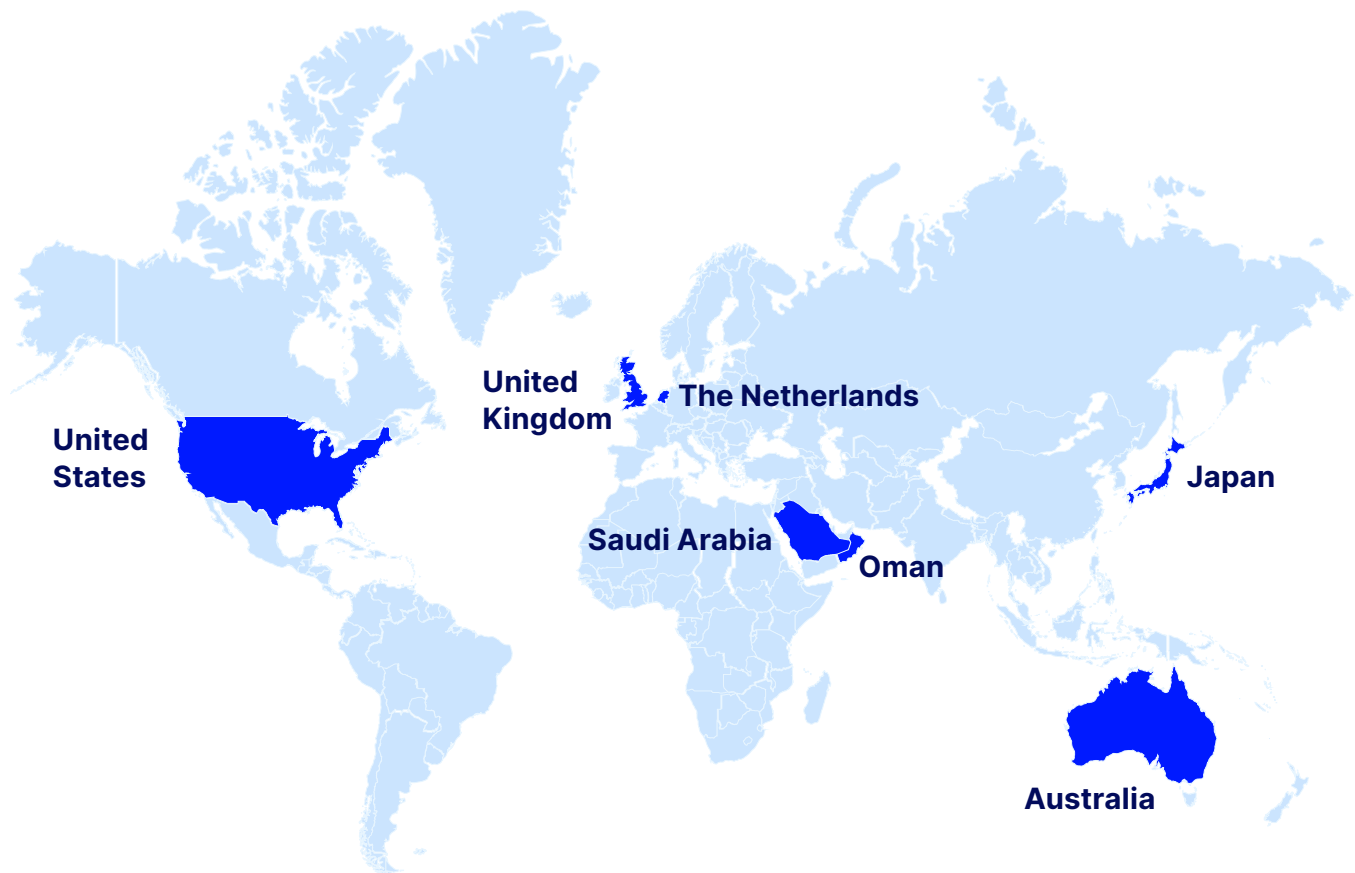 United
Kingdom
The Netherlands
United
States
Japan
Saudi Arabia
Oman
Australia